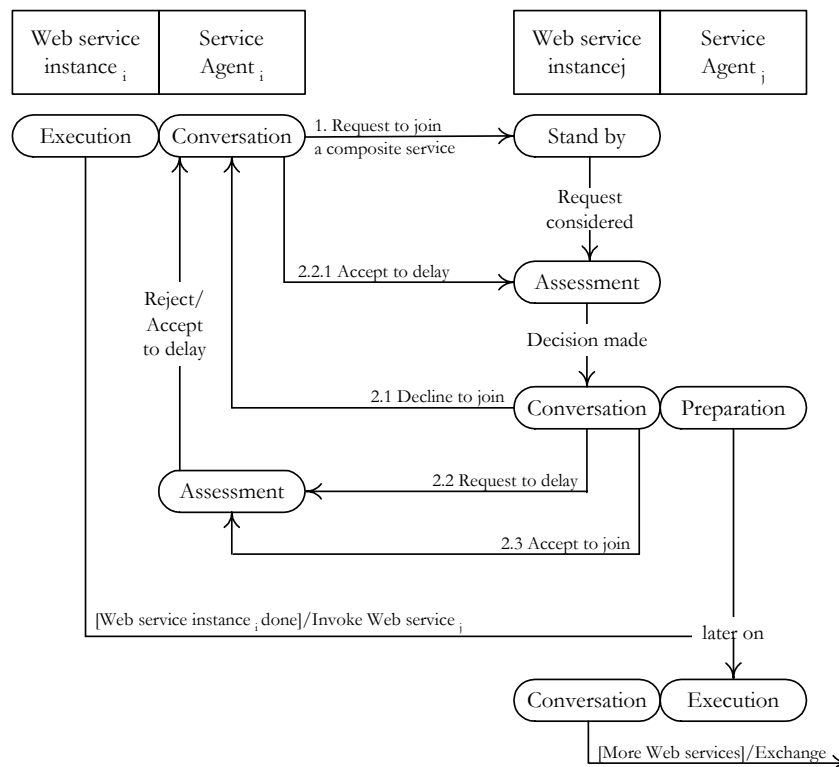 Web service
instance i
Service
Agent i
Web service
instancej
Service
Agent j
Execution
Conversation
1. Request to join
a composite service
Stand by
Request
considered
2.2.1 Accept to delay
Assessment
Reject/
Accept
to delay
Decision made
2.1 Decline to join
Conversation
Preparation
Assessment
2.2 Request to delay
2.3 Accept to join
[Web service instance i done]/Invoke Web service j
later on
Conversation
Execution
[More Web services]/Exchange